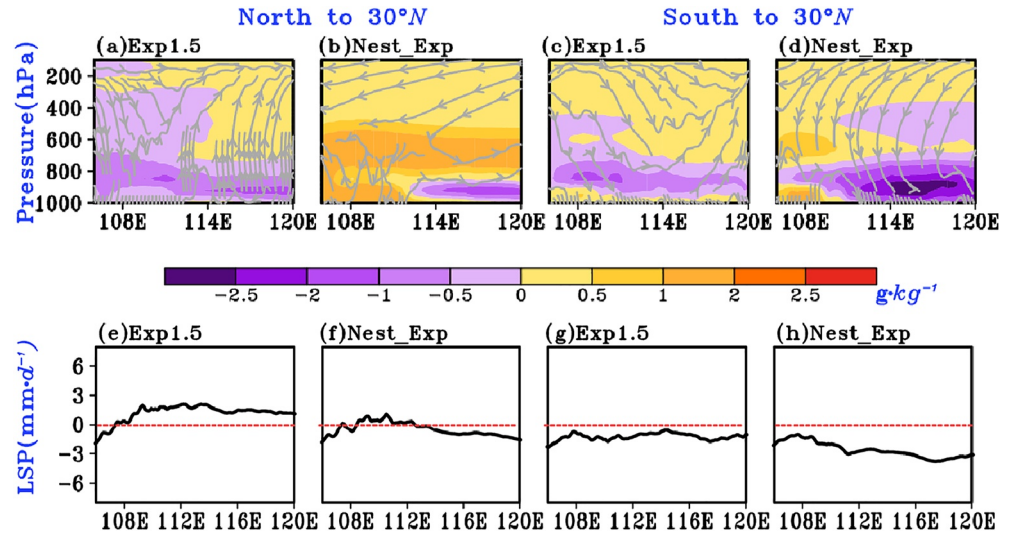 North to 30°N South to 30°N
(a)Exp1.5 (b)Nest_Exp (c)Exp1.5 (d)Nest_Exp
Pressure(hPa)
200
400
600
800
1000
108E 114E 120E 108E 114E 120E 108E 114E 120E 108E 114E 120E
−2.5 −2 −1 −0.5 0 0.5 1 2 2.5 g·kg⁻¹
(e)Exp1.5 (f)Nest_Exp (g)Exp1.5 (h)Nest_Exp
LSP(mm·d⁻¹)
6
3
0
−3
−6
108E 112E 116E 120E 108E 112E 116E 120E 108E 112E 116E 120E 108E 112E 116E 120E